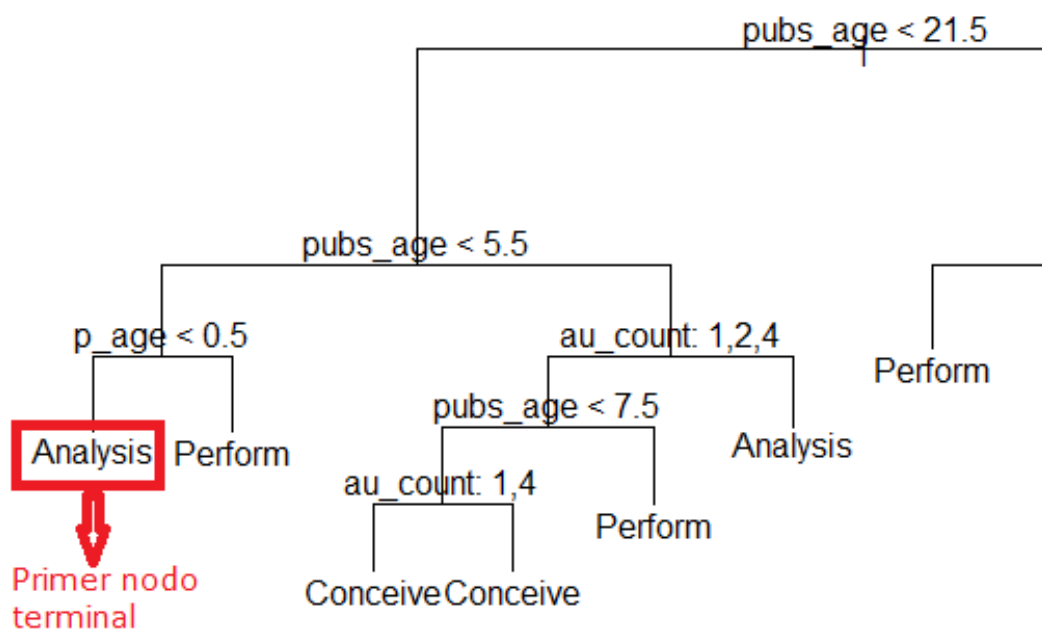 pubs_age < 21.5
pubs_age < 5.5
p_age < 0.5
au_count: 1,2,4
Perform
pubs_age < 7.5
Analysis
Perform
Analysis
au_count: 1,4
Perform
Conceive
Conceive
Primer nodo
terminal